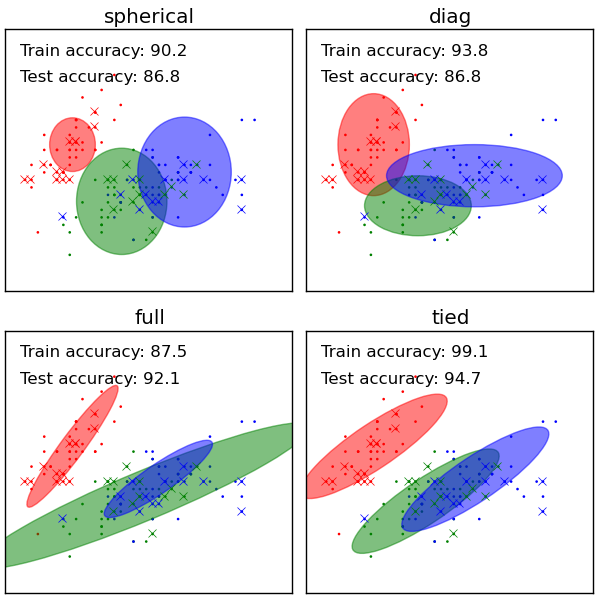 spherical
Train accuracy: 90.2
Test accuracy: 86.8
diag
Train accuracy: 93.8
Test accuracy: 86.8
full
Train accuracy: 87.5
Test accuracy: 92.1
tied
Train accuracy: 99.1
Test accuracy: 94.7